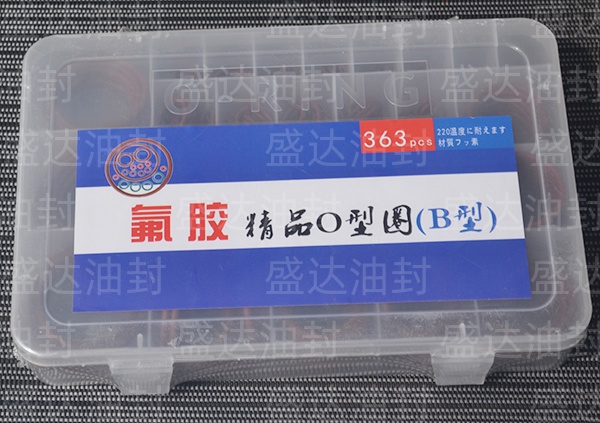 盛达油封
O-RING
363pcs
220温度に耐えます
材質フッ素
氟胶 精品O型圈(B型)